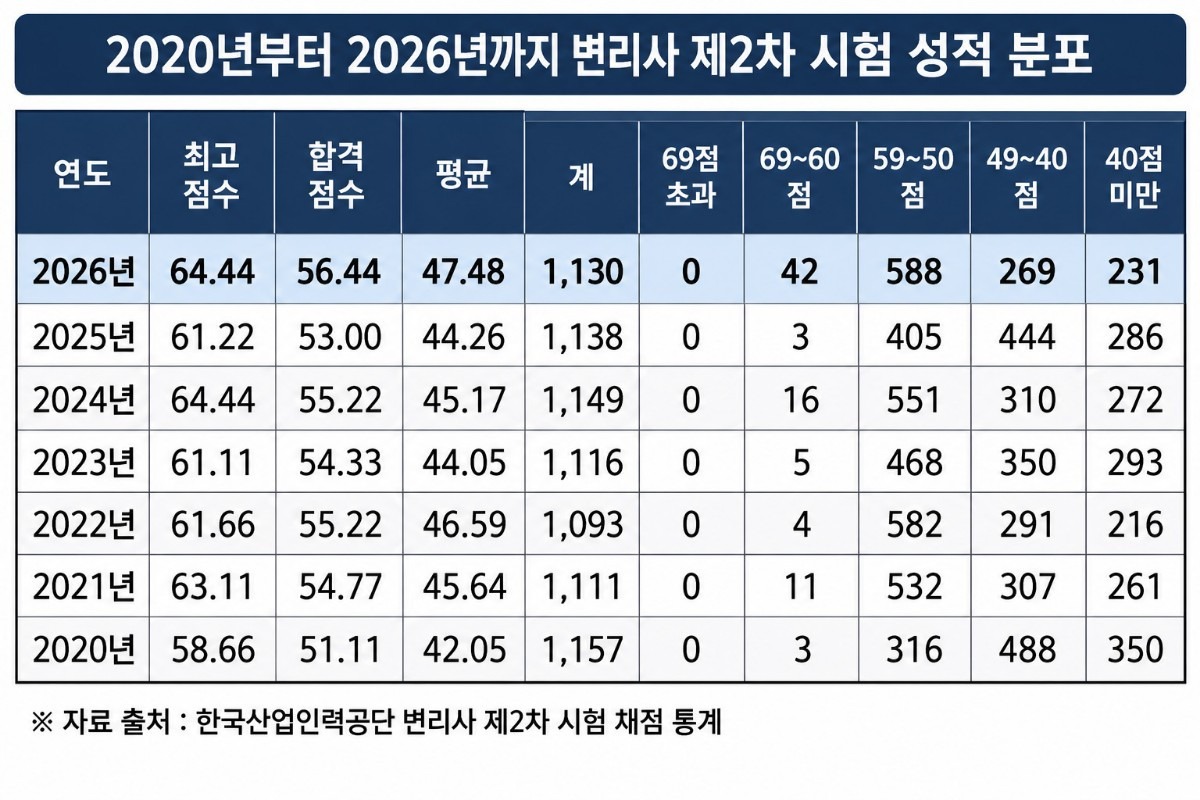 2020년부터 2026년까지 변리사 제2차 시험 성적 분포
연도 최고 점수 합격 점수 평균 계 69점 초과 69~60 점 59~50 점 49~40 점 40점 미만
2026년 64.44 56.44 47.48 1,130 0 42 588 269 231
2025년 61.22 53.00 44.26 1,138 0 3 405 444 286
2024년 64.44 55.22 45.17 1,149 0 16 551 310 272
2023년 61.11 54.33 44.05 1,116 0 5 468 350 293
2022년 61.66 55.22 46.59 1,093 0 4 582 291 216
2021년 63.11 54.77 45.64 1,111 0 11 532 307 261
2020년 58.66 51.11 42.05 1,157 0 3 316 488 350
※ 자료 출처 : 한국산업인력공단 변리사 제2차 시험 채점 통계